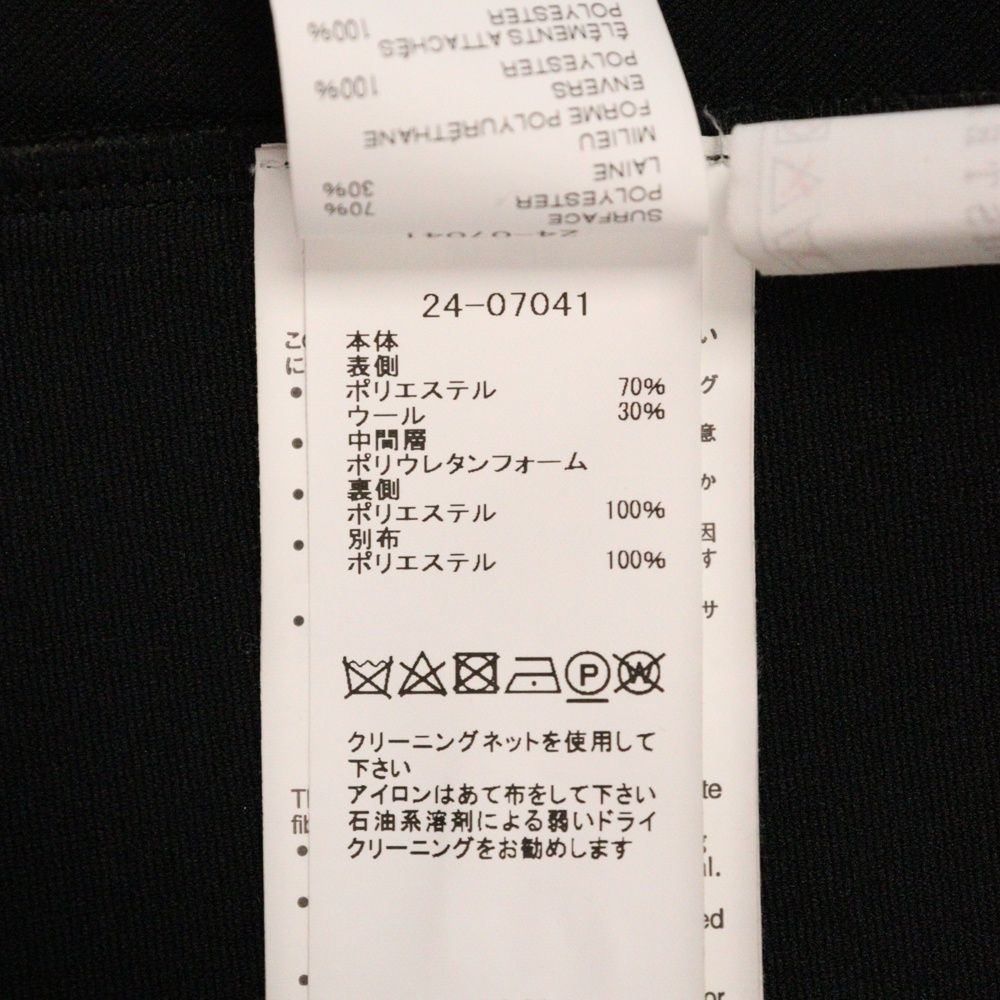 SURFACE
POLYESTER 70%
LAINE 30%
MILIEU
FORME POLYURÉTHANE
ENVERS
POLYESTER 100%
ÉLÉMENTS ATTACHÉS
POLYESTER 100%
24-07041
24-07041
本体
表側
ポリエステル 70%
ウール 30%
中間層
ポリウレタンフォーム
裏側
ポリエステル 100%
別布
ポリエステル 100%
P
W
クリーニングネットを使用して
下さい
アイロンはあて布をして下さい
石油系溶剤による弱いドライ
クリーニングをお勧めします